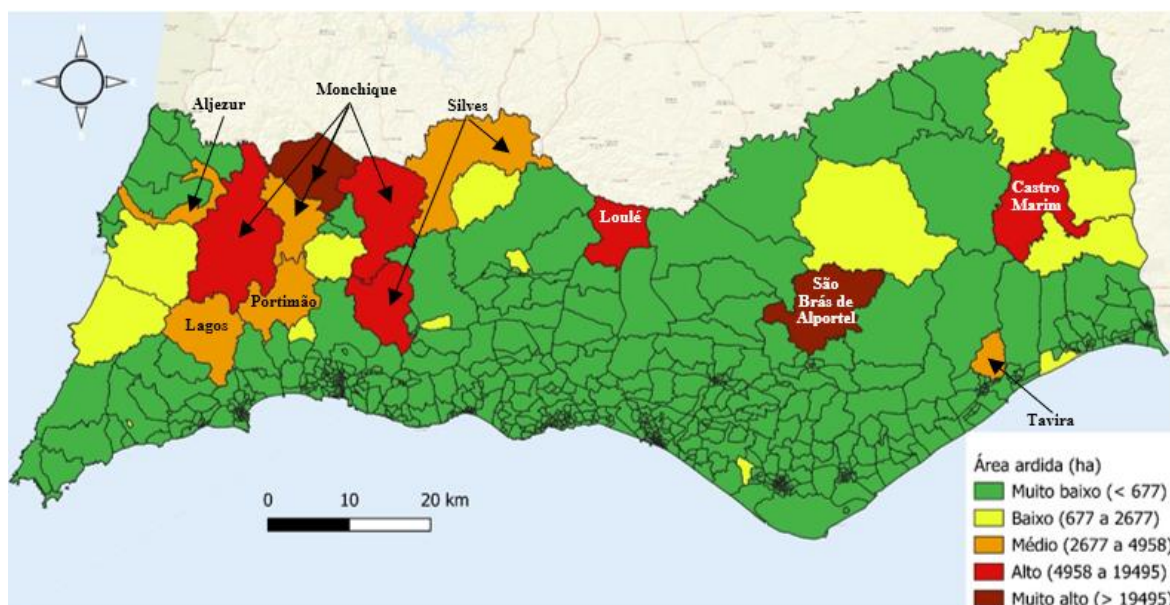 Aljezur
Monchique
Silves
Loulé
Castro
Marim
São
Brás de
Alportel
Portimão
Lagos
Tavira
0 10 20 km
Área ardida (ha)
Muito baixo (< 677)
Baixo (677 a 2677)
Médio (2677 a 4958)
Alto (4958 a 19495)
Muito alto (> 19495)